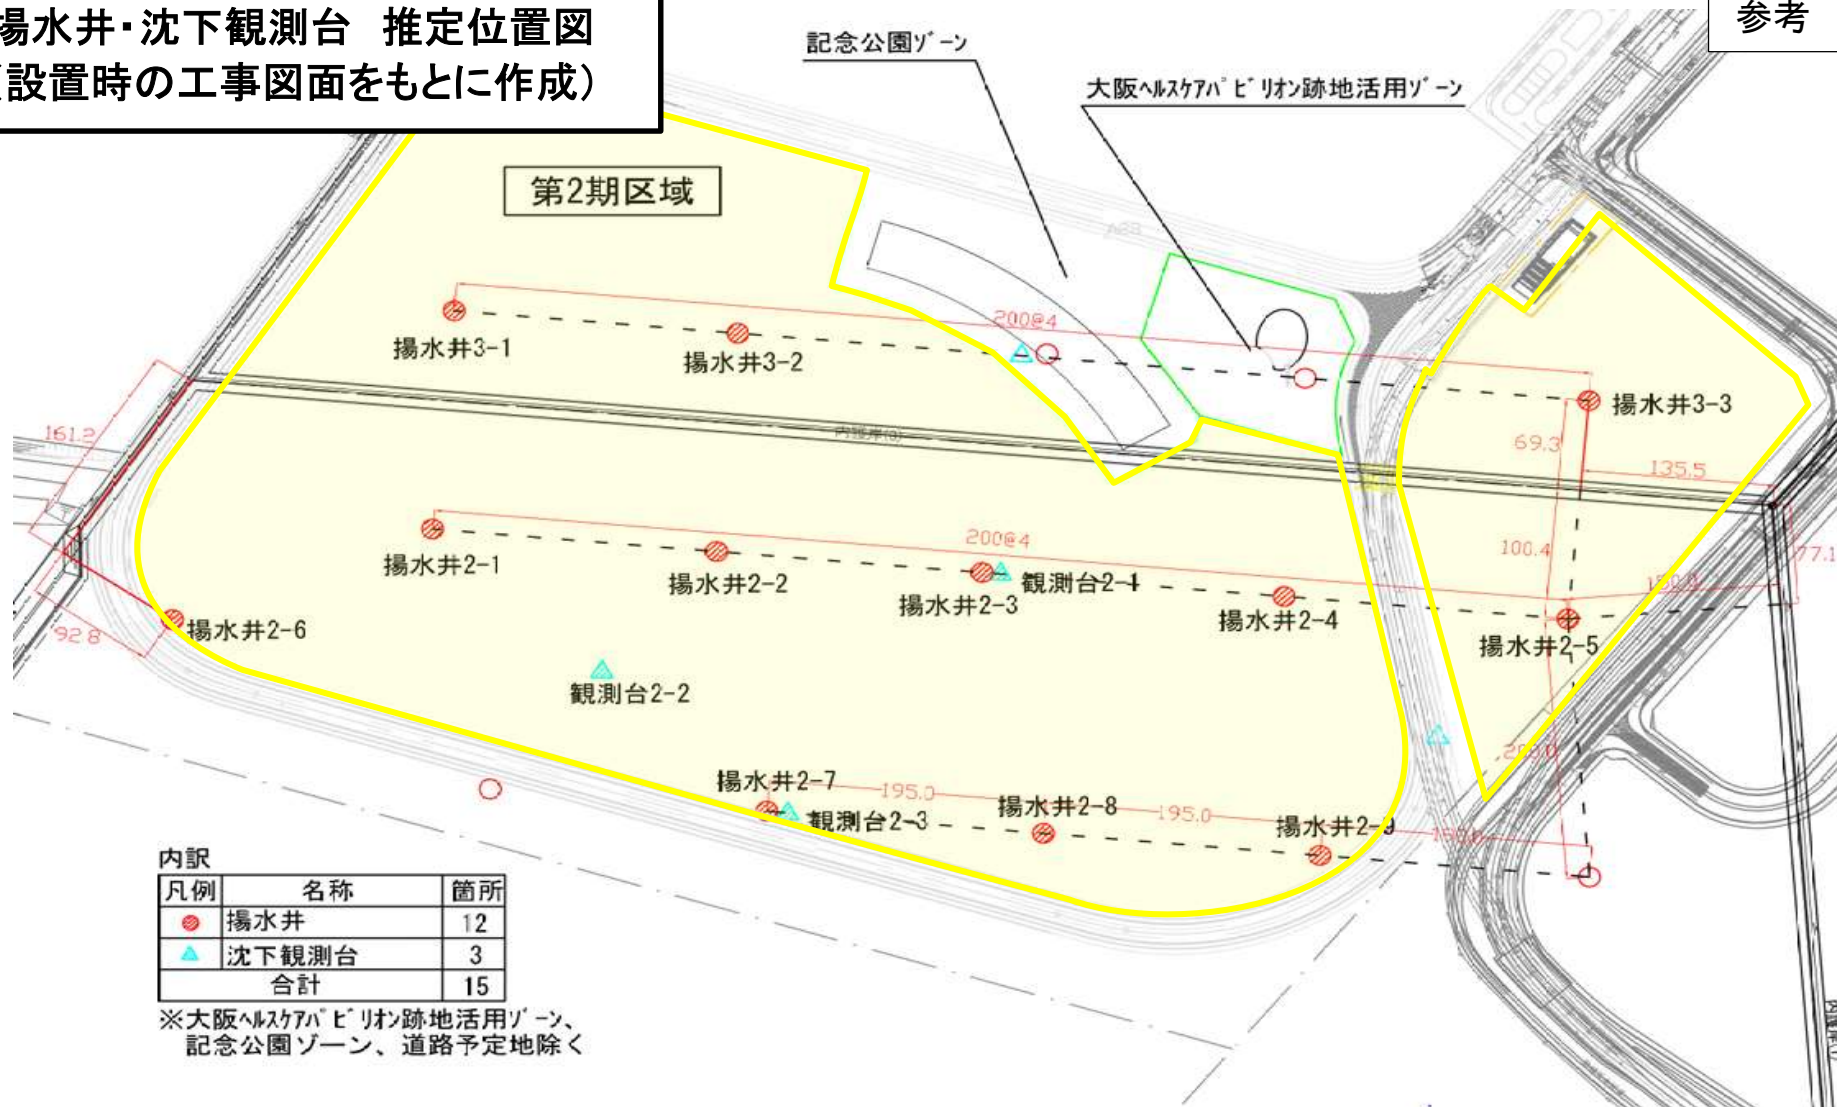 揚水井・沈下観測台 推定位置図
（設置時の工事図面をもとに作成）
参考
記念公園ｿﾞｰﾝ
大阪ﾍﾙｽｹｱﾊﾟﾋﾞﾘｵﾝ跡地活用ｿﾞｰﾝ
第2期区域
200@4
揚水井3-1
揚水井3-2
揚水井3-3
161.2
69.3
135.5
200@4
100.4
77.1
150.0
揚水井2-1
揚水井2-2
揚水井2-3
観測台2-1
揚水井2-4
揚水井2-5
92.8
揚水井2-6
観測台2-2
200.0
揚水井2-7
195.0
観測台2-3
揚水井2-8
195.0
揚水井2-9
150.0
内訳
凡例 名称 箇所
揚水井 12
沈下観測台 3
合計 15
※大阪ﾍﾙｽｹｱﾊﾟﾋﾞﾘｵﾝ跡地活用ｿﾞｰﾝ、
記念公園ゾーン、道路予定地除く